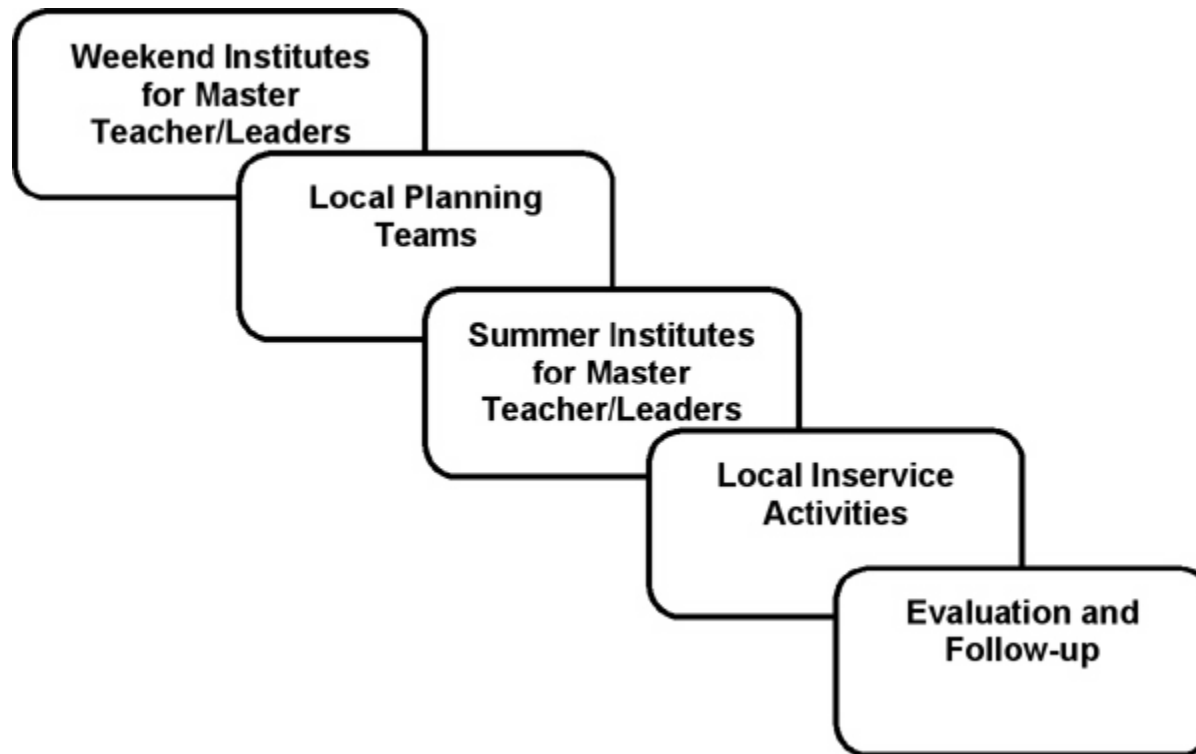 Weekend Institutes
for Master
Teacher/Leaders
Local Planning
Teams
Summer Institutes
for Master
Teacher/Leaders
Local Inservice
Activities
Evaluation and
Follow-up